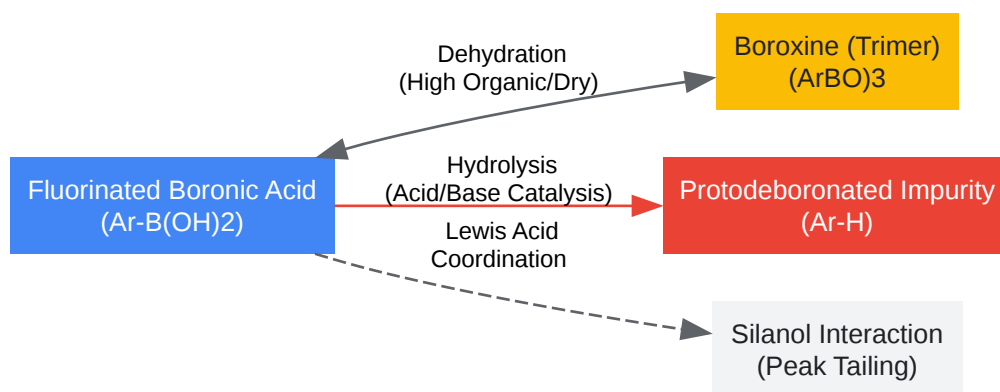 Dehydration
(High Organic/Dry)
Boroxine (Trimer)
(ArBO)3
Fluorinated Boronic Acid
(Ar-B(OH)2)
Hydrolysis
(Acid/Base Catalysis)
Protodeboronated Impurity
(Ar-H)
Lewis Acid
Coordination
Silanol Interaction
(Peak Tailing)